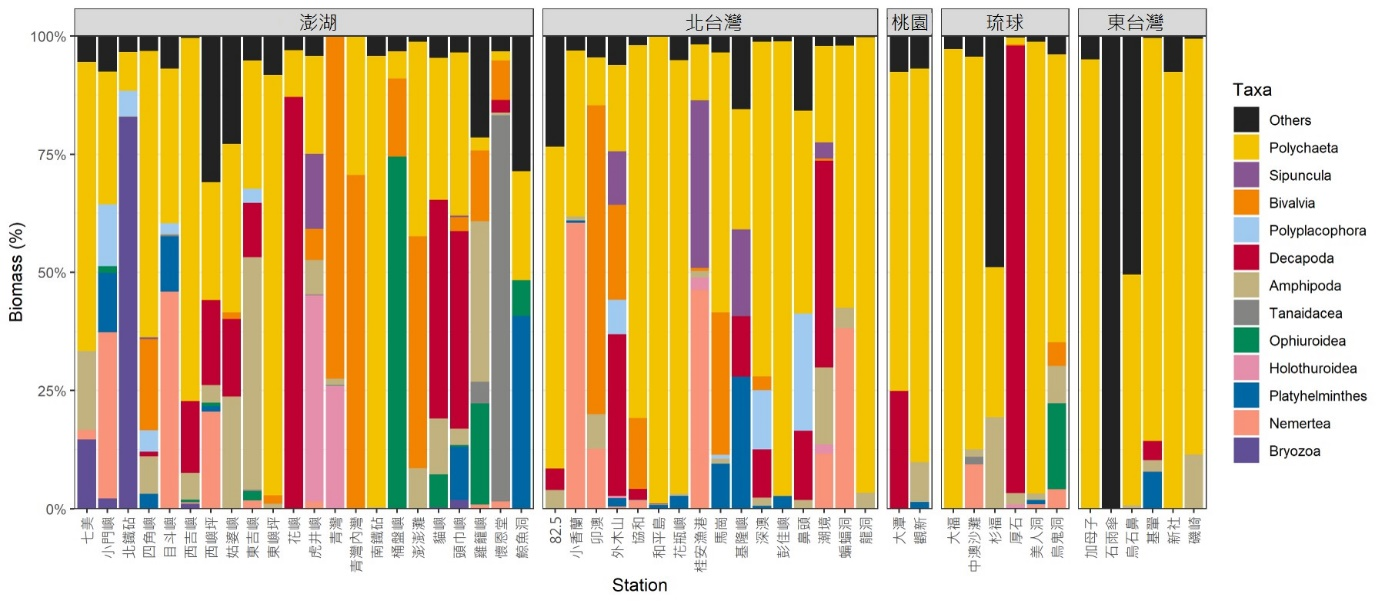 澎湖 北台灣 桃園 琉球 東台灣
100%
75%
50%
25%
0%
Biomass (%)
七美 小門嶼 北鐵砧 四角嶼 目斗嶼 西吉嶼 西嶼坪 姑婆嶼 東吉嶼 東嶼坪 花嶼 虎井嶼 青灣 青灣內灘 南鐵砧 桶盤嶼 澎澎灘 貓嶼 頭巾嶼 雞籠嶼 懷恩堂 鯨魚洞
82.5 小香蘭 卯澳 外木山 協和 和平島 花瓶嶼 桂安漁港 馬崗 基隆嶼 深澳 彭佳嶼 鼻頭 潮境 蝙蝠洞 龍洞
大潭 觀新
大福 中澳沙灘 杉福 厚石 美人洞 烏鬼洞
加母子 石雨傘 烏石鼻 基翬 新社 磯崎
Station
Taxa
Others
Polychaeta
Sipuncula
Bivalvia
Polyplacophora
Decapoda
Amphipoda
Tanaidacea
Ophiuroidea
Holothuroidea
Platyhelminthes
Nemertea
Bryozoa